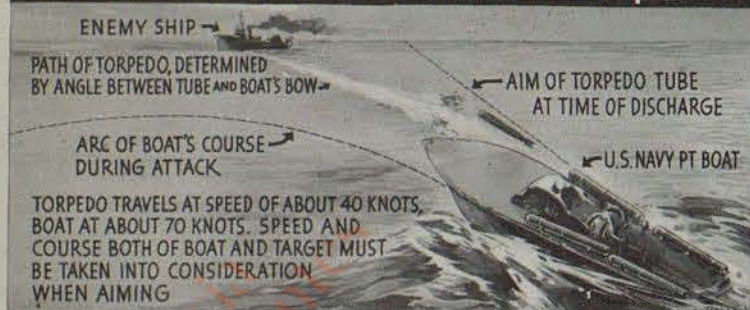 ENEMY SHIP
PATH OF TORPEDO, DETERMINED
BY ANGLE BETWEEN TUBE AND BOAT'S BOW
AIM OF TORPEDO TUBE
AT TIME OF DISCHARGE
ARC OF BOAT'S COURSE
DURING ATTACK
U.S. NAVY PT BOAT
TORPEDO TRAVELS AT SPEED OF ABOUT 40 KNOTS,
BOAT AT ABOUT 70 KNOTS. SPEED AND
COURSE BOTH OF BOAT AND TARGET MUST
BE TAKEN INTO CONSIDERATION
WHEN AIMING